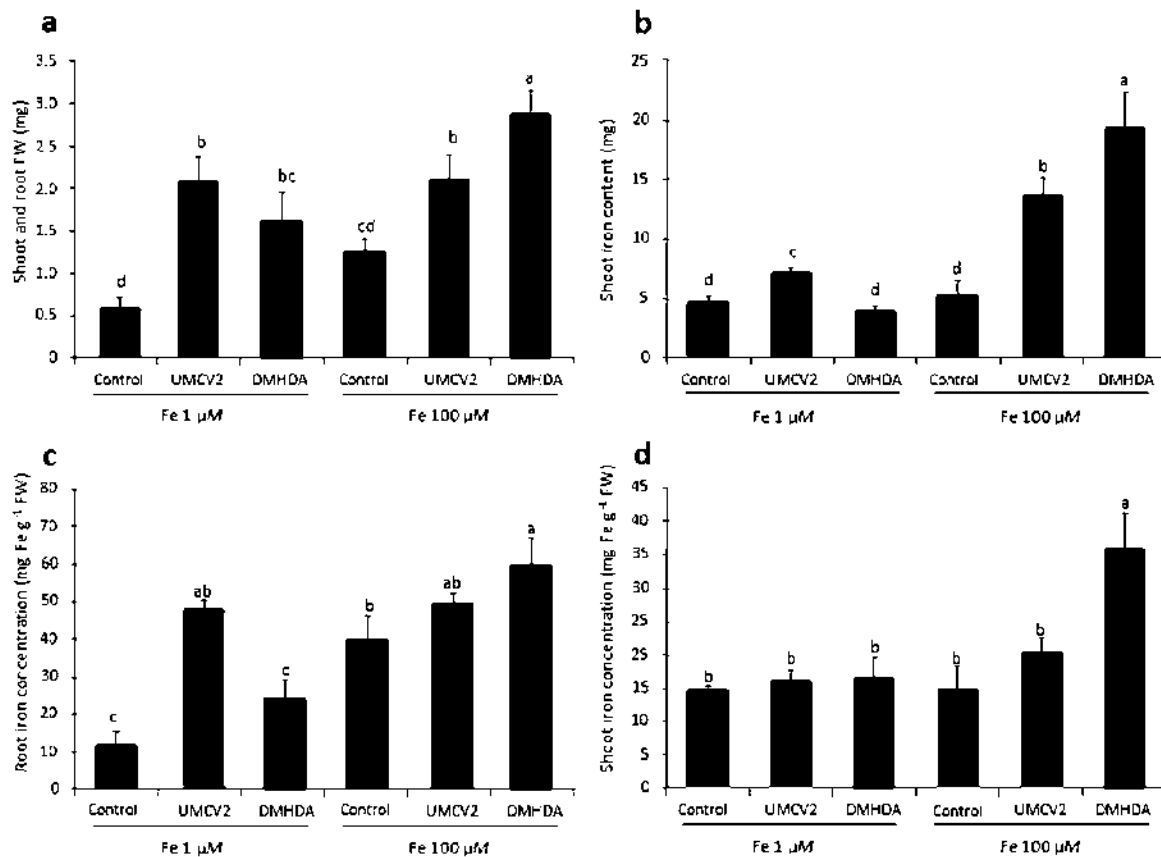 a
3.5
3.0
2.5
2.0
1.5
1.0
0.5
0
Shoot and root FW (mg)
d
b
bc
cd
b
a
Control UMCV2 DMHDA Control UMCV2 DMHDA
Fe 1 µM Fe 100 µM
b
25
20
15
10
5
0
Shoot iron content (mg)
d
c
d
d
b
a
Control UMCV2 DMHDA Control UMCV2 DMHDA
Fe 1 µM Fe 100 µM
c
80
70
60
50
40
30
20
10
0
Root iron concentration (mg Fe g⁻¹ FW)
c
ab
c
b
ab
a
Control UMCV2 DMHDA Control UMCV2 DMHDA
Fe 1 µM Fe 100 µM
d
45
40
35
30
25
20
15
10
5
0
Shoot iron concentration (mg Fe g⁻¹ FW)
b
b
b
b
b
a
Control UMCV2 DMHDA Control UMCV2 DMHDA
Fe 1 µM Fe 100 µM